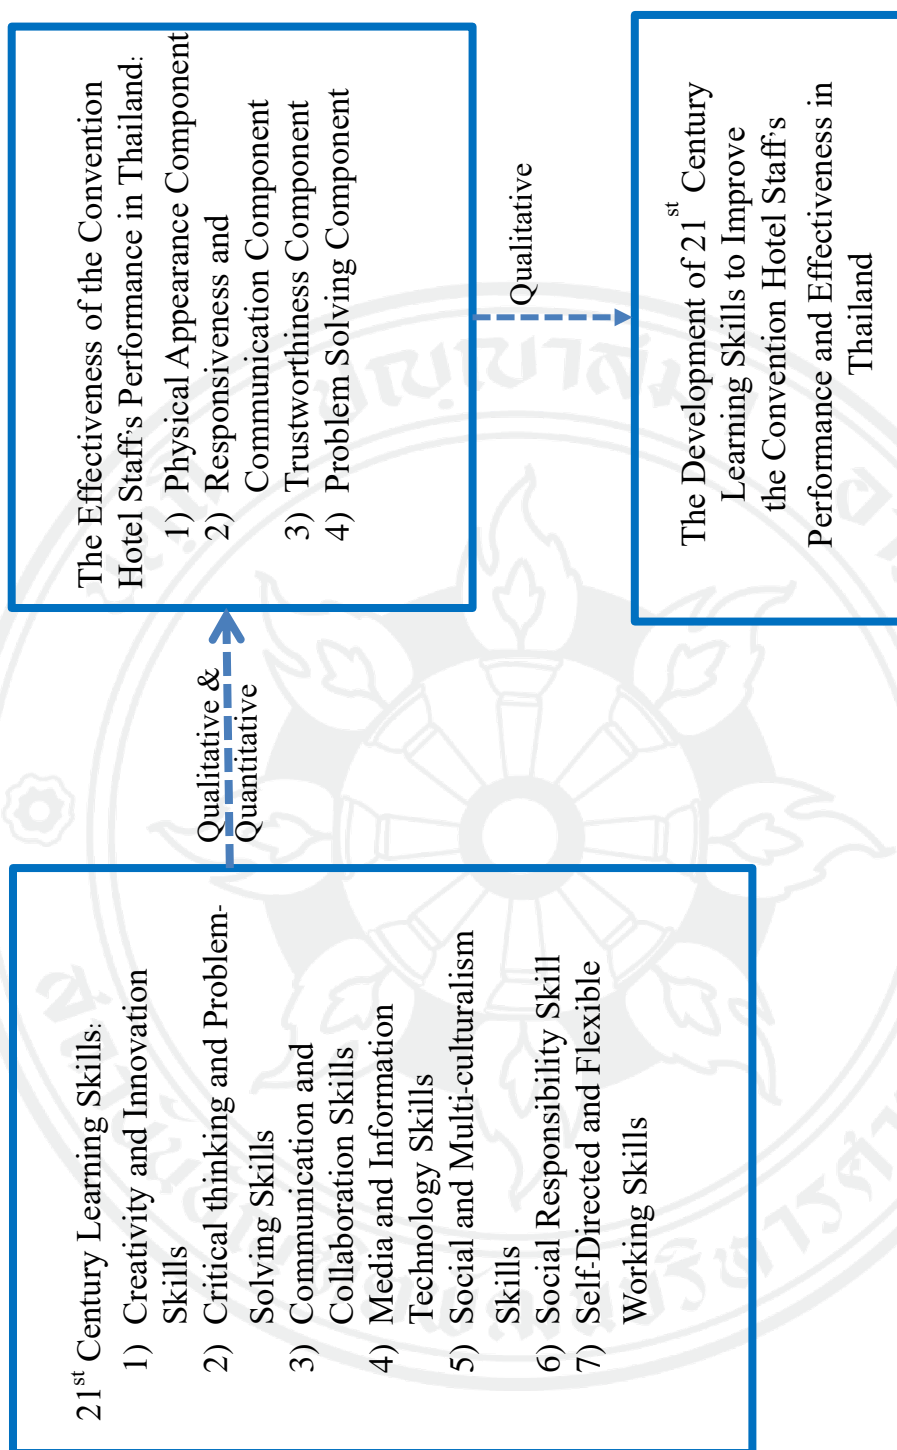 21st Century Learning Skills:
1) Creativity and Innovation
Skills
2) Critical thinking and Problem-
Solving Skills
3) Communication and
Collaboration Skills
4) Media and Information
Technology Skills
5) Social and Multi-culturalism
Skills
6) Social Responsibility Skill
7) Self-Directed and Flexible
Working Skills
Qualitative &
Quantitative
The Effectiveness of the Convention
Hotel Staff's Performance in Thailand:
1) Physical Appearance Component
2) Responsiveness and
Communication Component
3) Trustworthiness Component
4) Problem Solving Component
Qualitative
The Development of 21st Century
Learning Skills to Improve
the Convention Hotel Staff's
Performance and Effectiveness in
Thailand